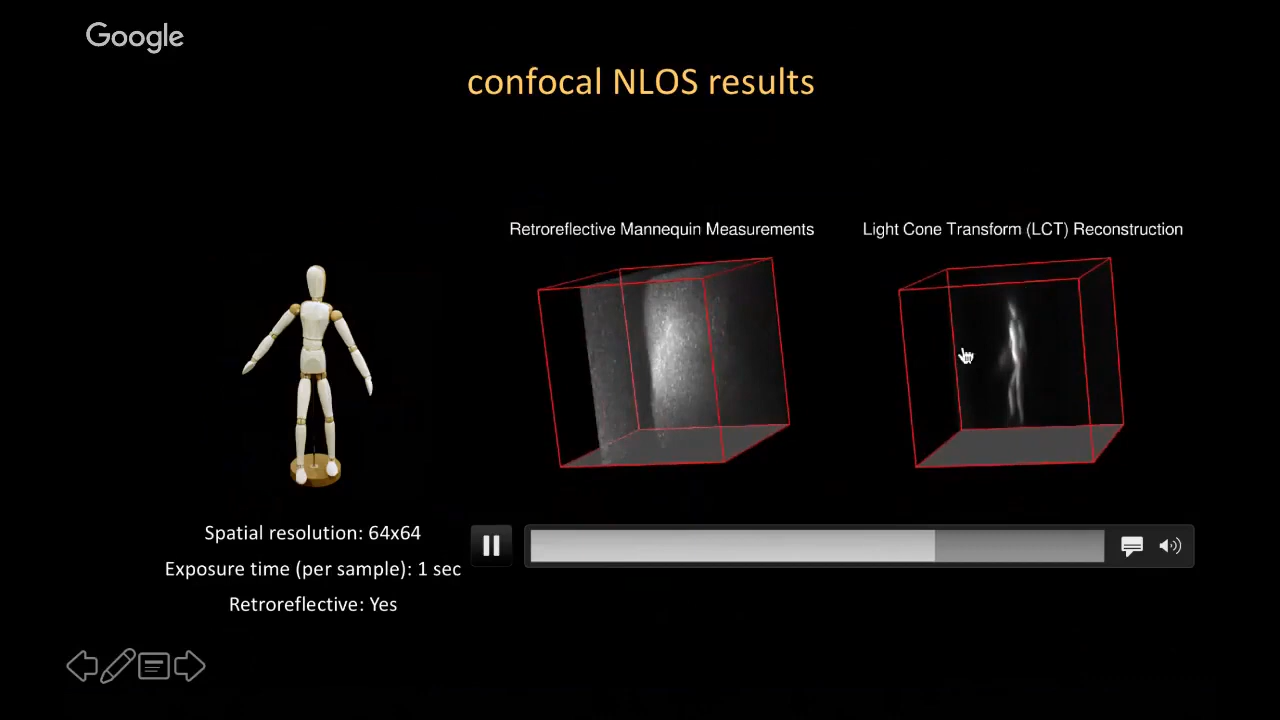 Google
confocal NLOS results
Retroreflective Mannequin Measurements
Light Cone Transform (LCT) Reconstruction
Spatial resolution: 64x64
Exposure time (per sample): 1 sec
Retroreflective: Yes